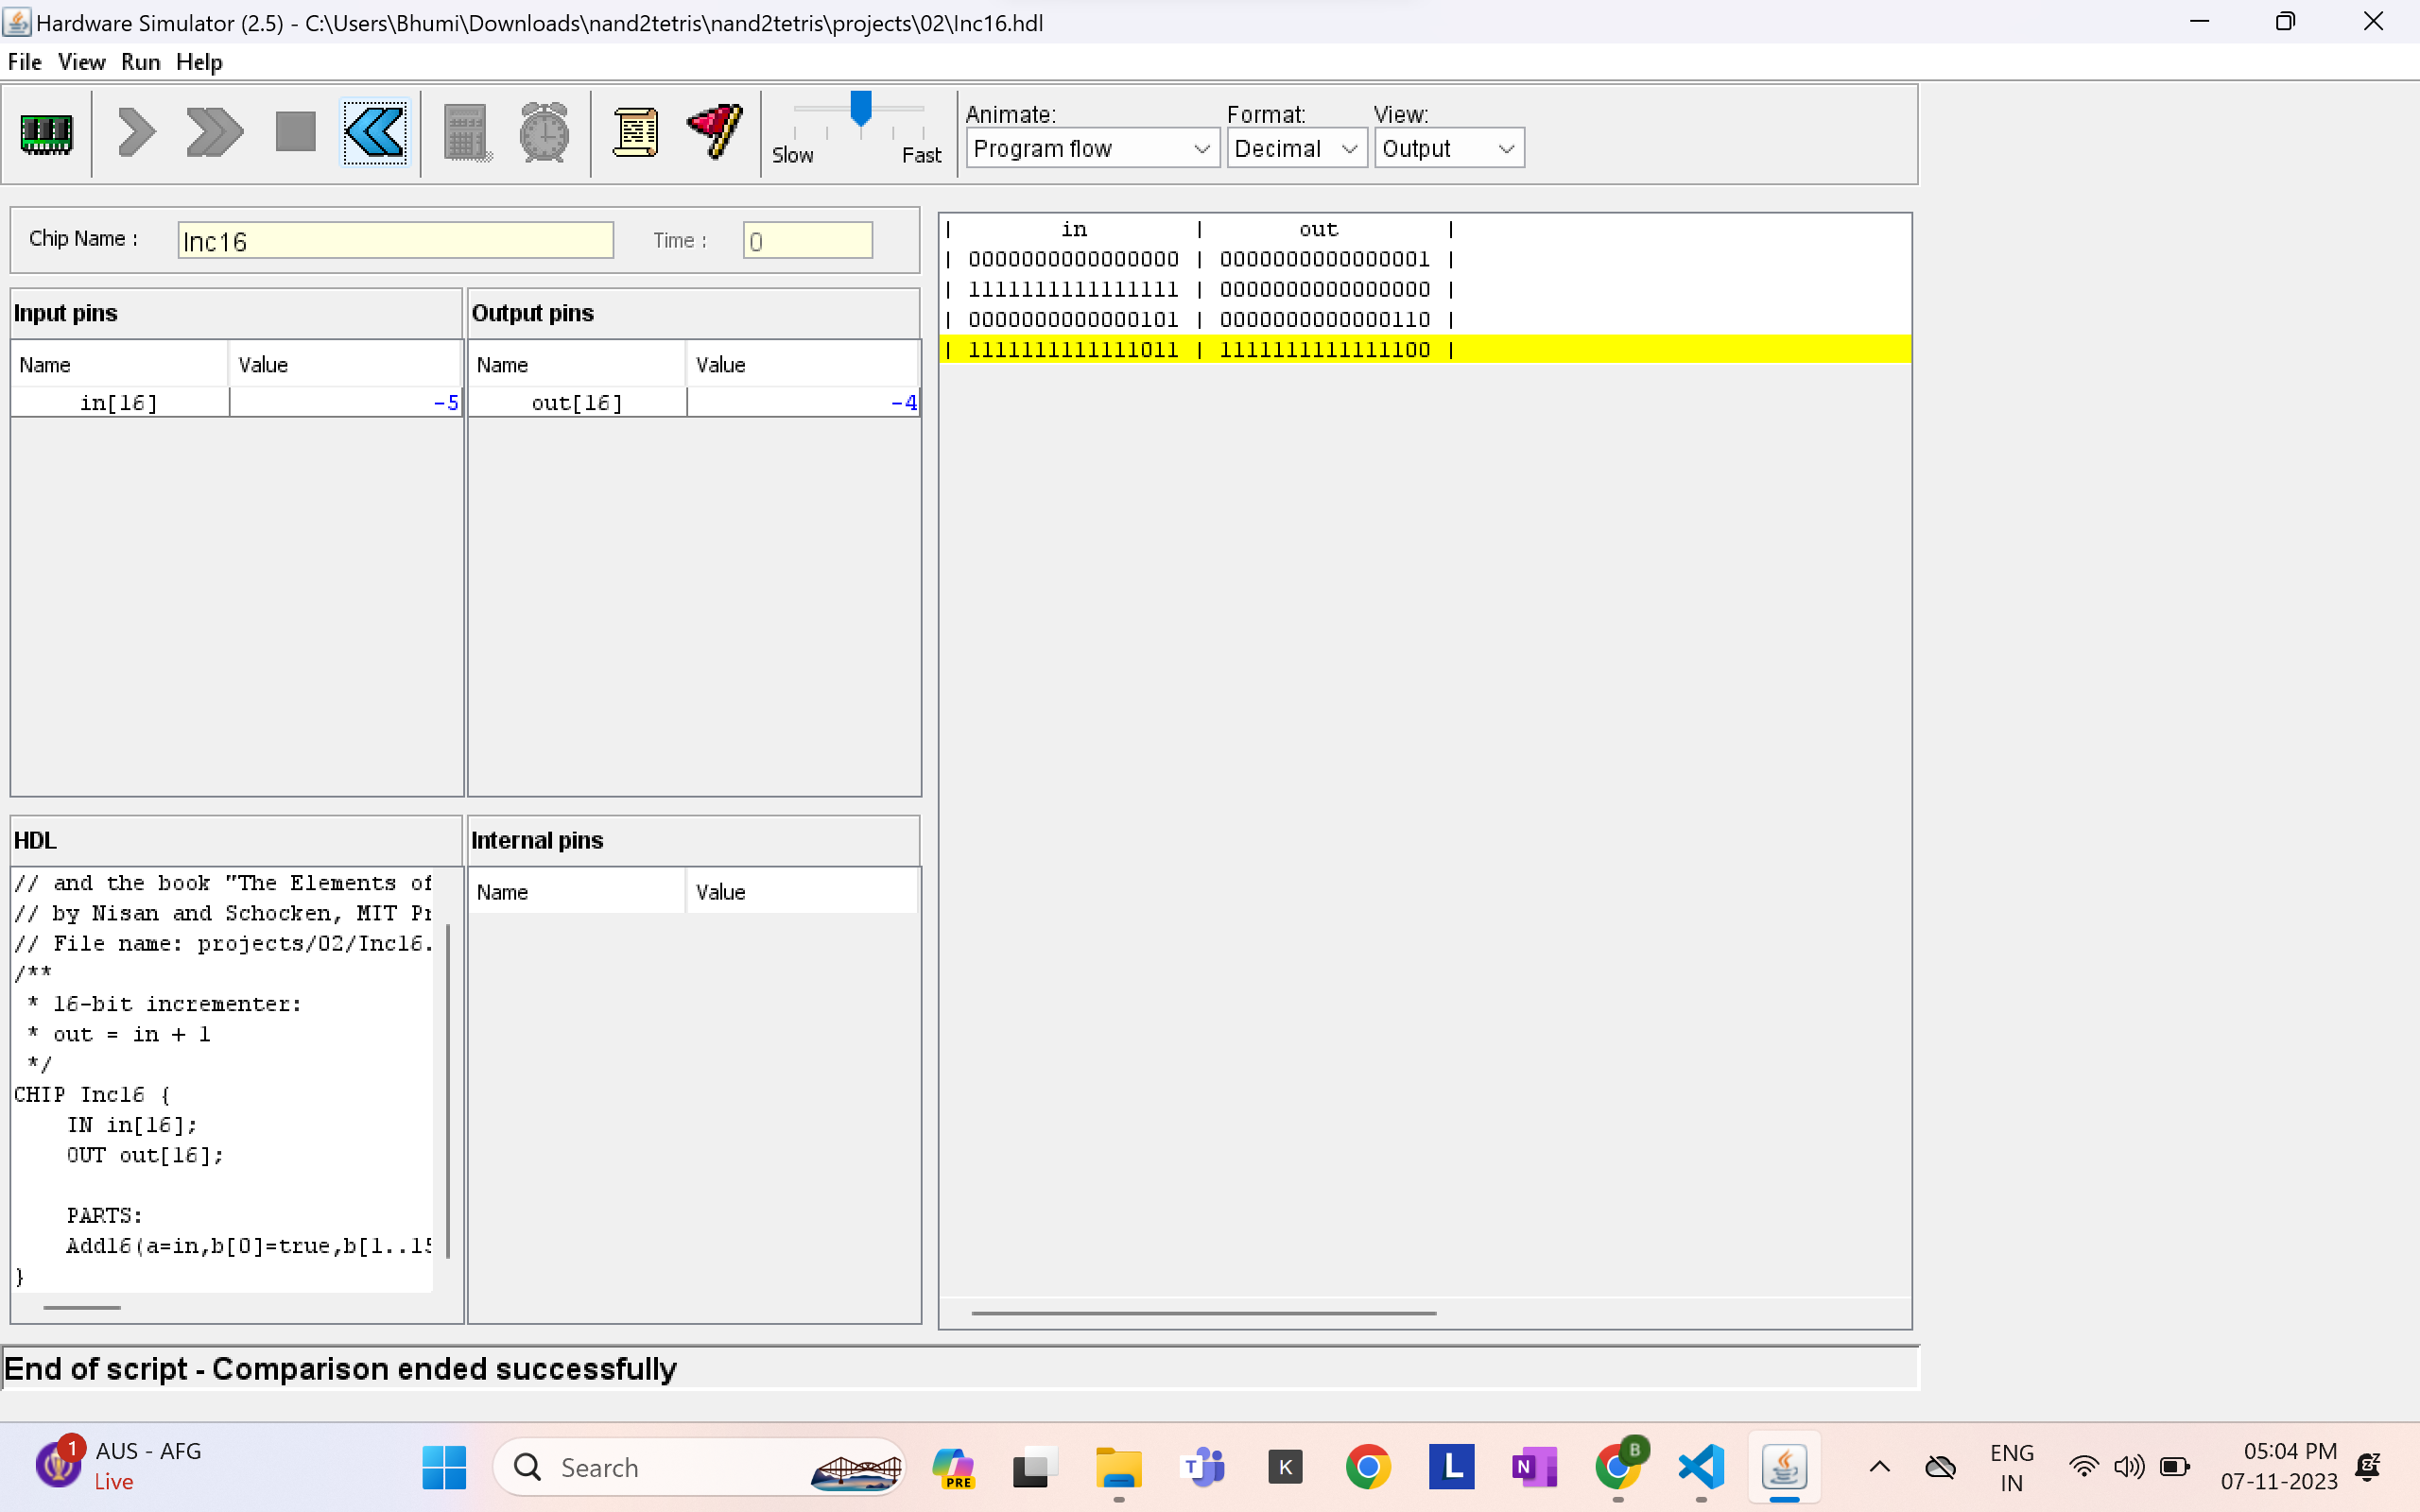 Hardware Simulator (2.5) - C:\Users\Bhumi\Downloads\nand2tetris\nand2tetris\projects\02\Inc16.hdl
File View Run Help
Slow Fast
Animate: Format: View:
Program flow Decimal Output
Chip Name : Inc16 Time : 0
Input pins
Name Value
in[16] -5
Output pins
Name Value
out[16] -4
HDL
// and the book "The Elements of
// by Nisan and Schocken, MIT Pr
// File name: projects/02/Inc16.
/**
* 16-bit incrementer:
* out = in + 1
*/
CHIP Inc16 {
IN in[16];
OUT out[16];
PARTS:
Add16(a=in,b[0]=true,b[1..15
}
Internal pins
Name Value
| in | out |
| 0000000000000000 | 0000000000000001 |
| 1111111111111111 | 0000000000000000 |
| 0000000000000101 | 0000000000000110 |
| 1111111111111011 | 1111111111111100 |
End of script - Comparison ended successfully
1
AUS - AFG
Live
Search
PRE
T
K
L
N
B
ENG
IN
05:04 PM
07-11-2023